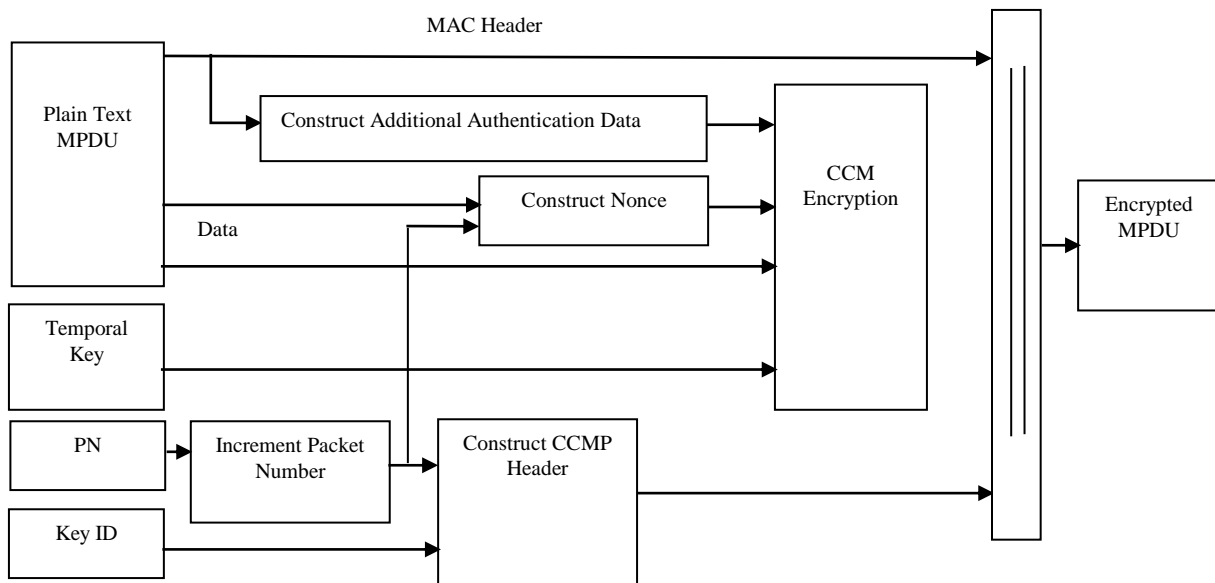 MAC Header
Plain Text
MPDU
Construct Additional Authentication Data
CCM
Encryption
Construct Nonce
Data
Encrypted
MPDU
Temporal
Key
PN
Increment Packet
Number
Construct CCMP
Header
Key ID